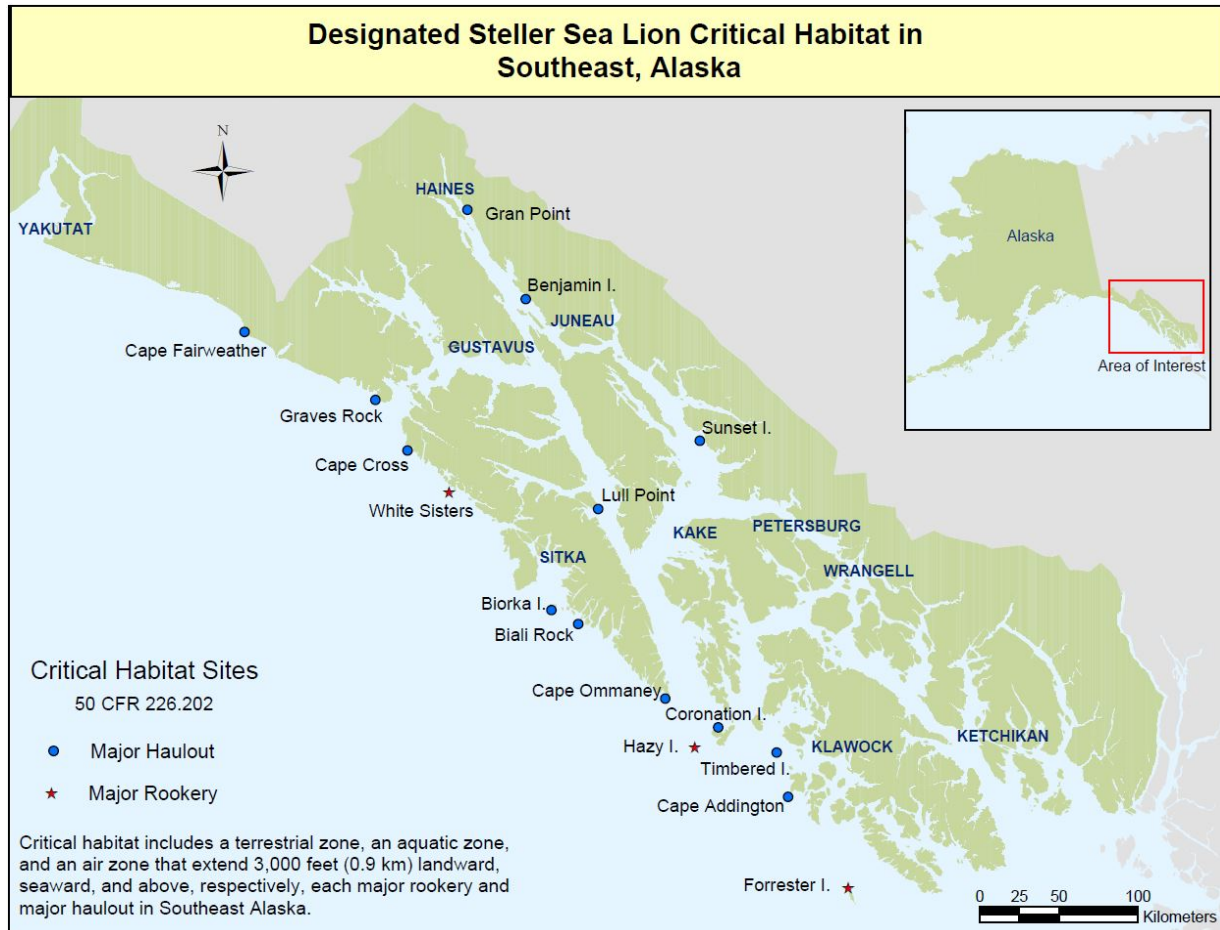 Designated Steller Sea Lion Critical Habitat in
Southeast, Alaska
N
HAINES
Gran Point
YAKUTAT
Alaska
Benjamin I.
JUNEAU
Cape Fairweather
GUSTAVUS
Area of Interest
Graves Rock
Sunset I.
Cape Cross
Lull Point
White Sisters
KAKE
PETERSBURG
SITKA
WRANGELL
Biorka I.
Biali Rock
Critical Habitat Sites
50 CFR 226.202
Cape Ommaney
Coronation I.
Hazy I.
KLAWOCK
KETCHIKAN
Major Haulout
Timbered I.
Major Rookery
Cape Addington
Critical habitat includes a terrestrial zone, an aquatic zone,
and an air zone that extend 3,000 feet (0.9 km) landward,
seaward, and above, respectively, each major rookery and
major haulout in Southeast Alaska.
Forrester I.
0 25 50 100
Kilometers